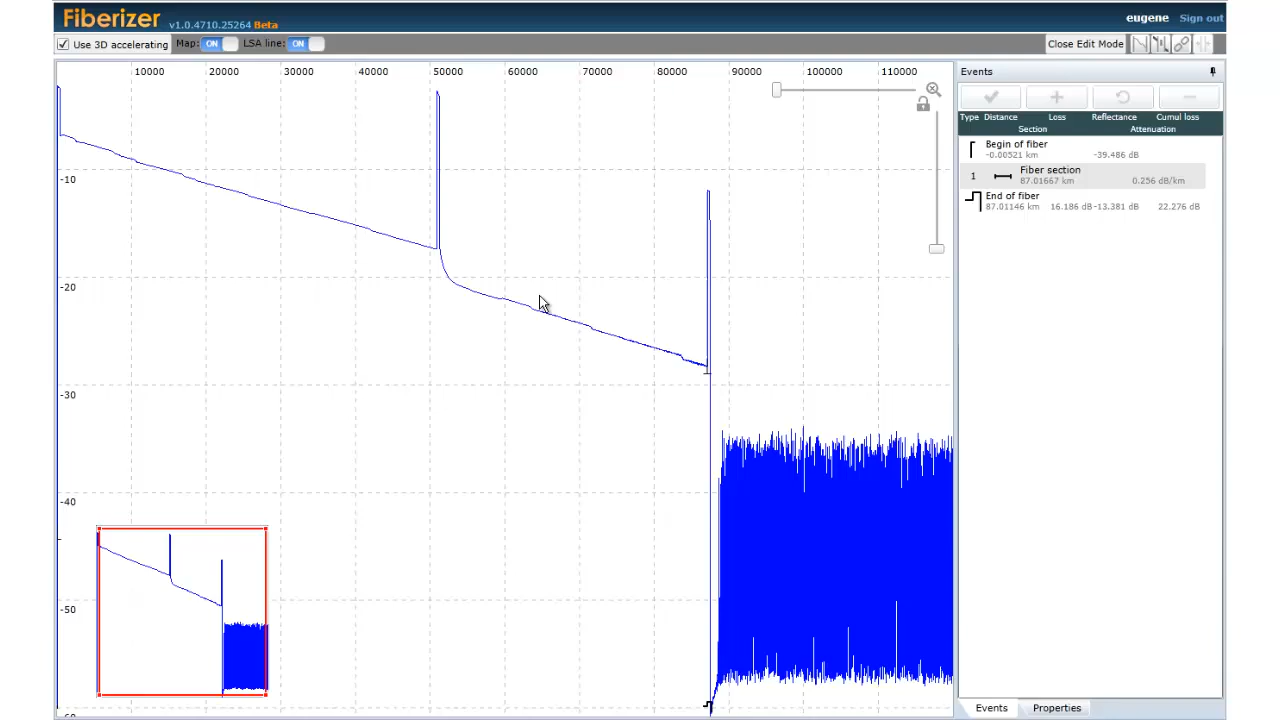 Fiberizer v1.0.4710.25264 Beta
eugene Sign out
Use 3D accelerating Map: ON LSA line: ON
Close Edit Mode
10000 20000 30000 40000 50000 60000 70000 80000 90000 100000 110000
-10
-20
-30
-40
-50
-60
Events
Type Distance Loss Reflectance Cumul loss
Section Attenuation
Begin of fiber
-0.00521 km -39.486 dB
1 Fiber section
87.01667 km 0.256 dB/km
End of fiber
87.01146 km 16.186 dB -13.381 dB 22.276 dB
Events Properties